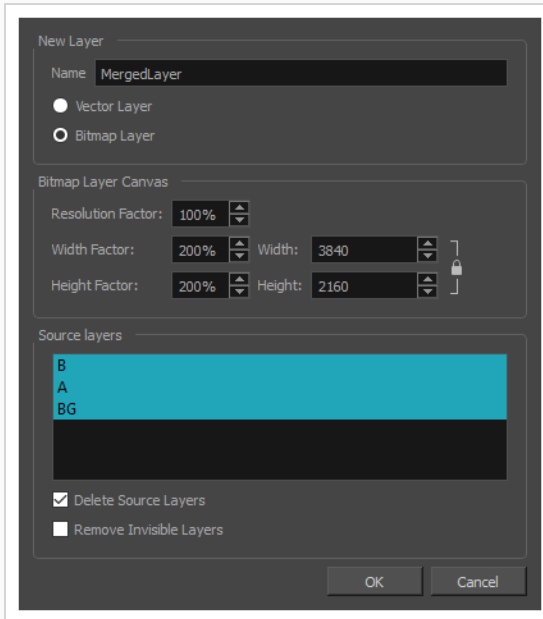 New Layer
Name MergedLayer
Vector Layer
Bitmap Layer
Bitmap Layer Canvas
Resolution Factor: 100%
Width Factor: 200% Width: 3840
Height Factor: 200% Height: 2160
Source layers
B
A
BG
Delete Source Layers
Remove Invisible Layers
OK Cancel